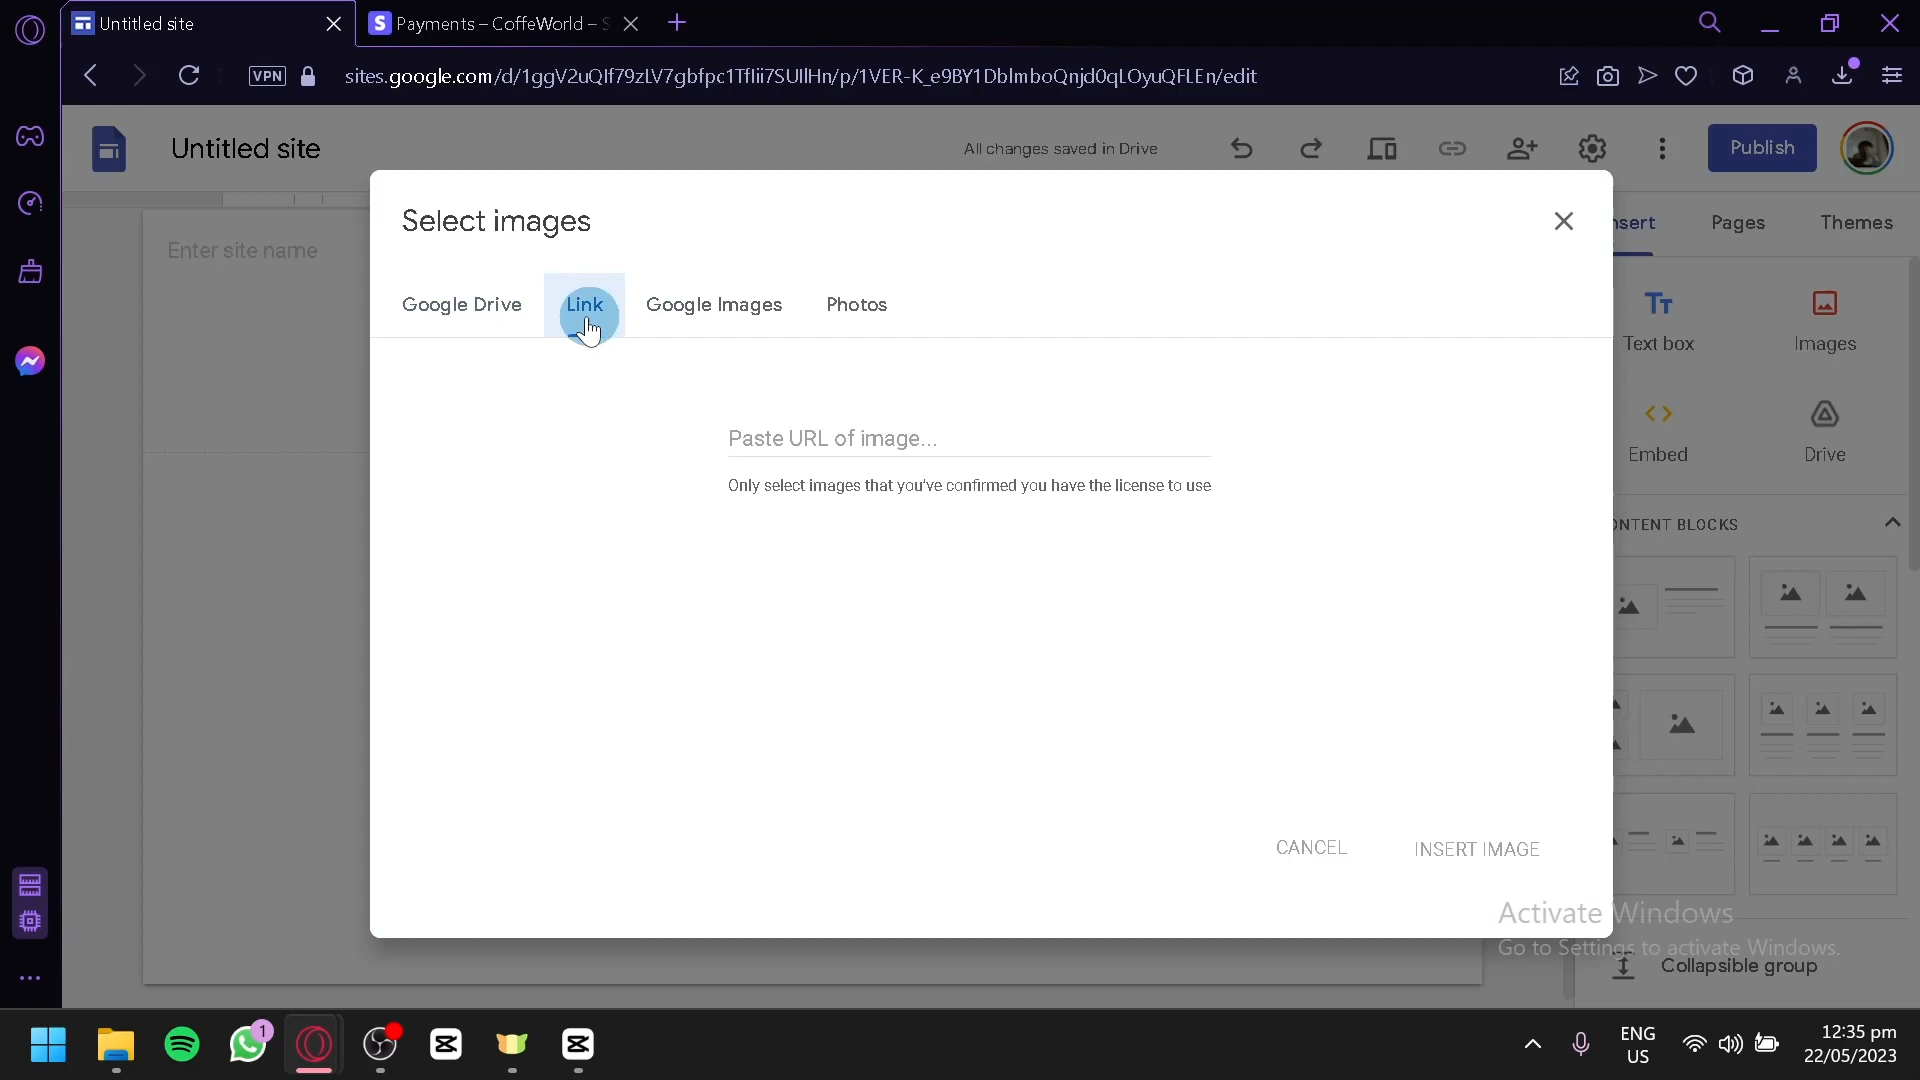 Untitled site
Payments – CoffeWorld – S
VPN
sites.google.com/d/1ggV2uQIf79zLV7gbfpc1TfIii7SUIlHn/p/1VER-K_e9BY1DblmboQnjd0qLOyuQFLEn/edit
Untitled site
All changes saved in Drive
Publish
Select images
nsert
Pages
Themes
Enter site name
Google Drive
Link
Google Images
Photos
Text box
Images
Paste URL of image...
Only select images that you've confirmed you have the license to use
Embed
Drive
ONTENT BLOCKS
CANCEL
INSERT IMAGE
Activate Windows
Go to Settings to activate Windows.
Collapsible group
1
ENG
US
12:35 pm
22/05/2023